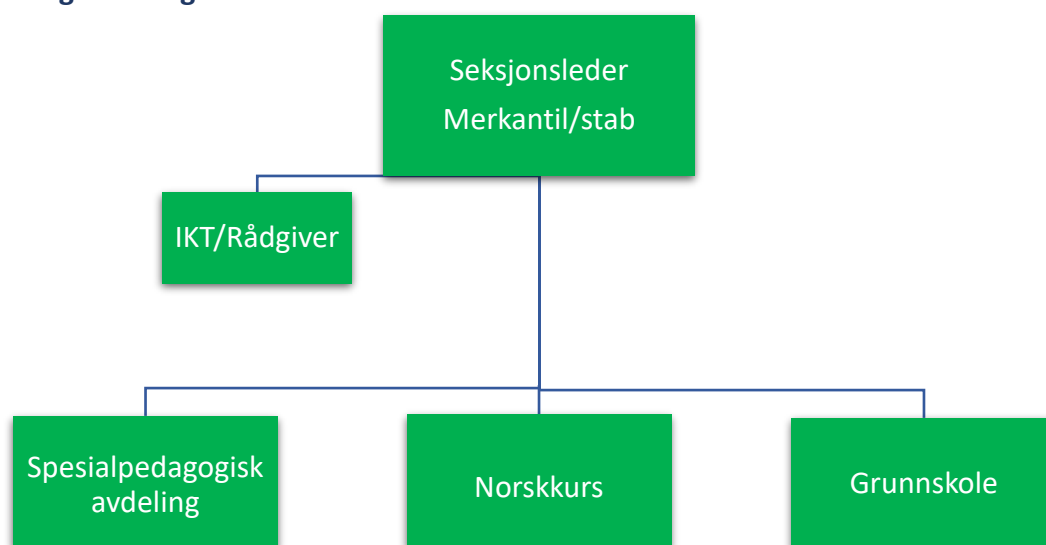 Seksjonsleder
Merkantil/stab
IKT/Rådgiver
Spesialpedagogisk
avdeling
Norskkurs
Grunnskole